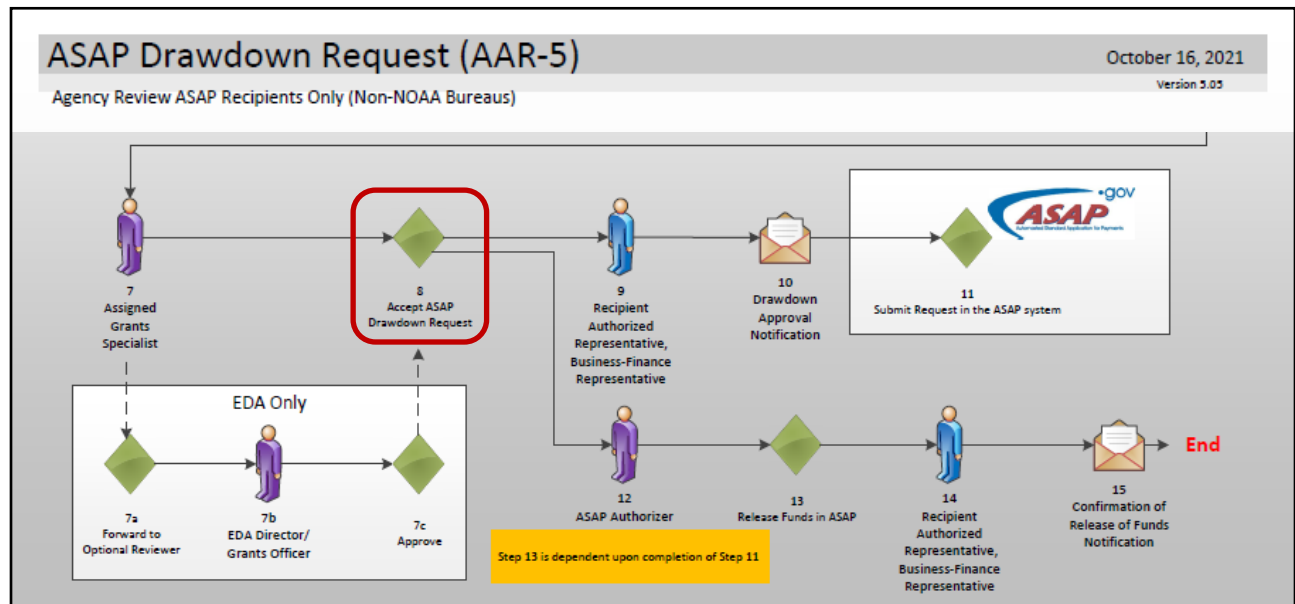 ASAP Drawdown Request (AAR-5)
October 16, 2021
Version 5.05
Agency Review ASAP Recipients Only (Non-NOAA Bureaus)
7
Assigned
Grants
Specialist
8
Accept ASAP
Drawdown Request
9
Recipient
Authorized
Representative,
Business-Finance
Representative
10
Drawdown
Approval
Notification
.gov
ASAP
Automated Standard Application for Payments
11
Submit Request in the ASAP system
EDA Only
7a
Forward to
Optional Reviewer
7b
EDA Director/
Grants Officer
7c
Approve
12
ASAP Authorizer
13
Release Funds in ASAP
14
Recipient
Authorized
Representative,
Business-Finance
Representative
15
Confirmation of
Release of Funds
Notification
End
Step 13 is dependent upon completion of Step 11